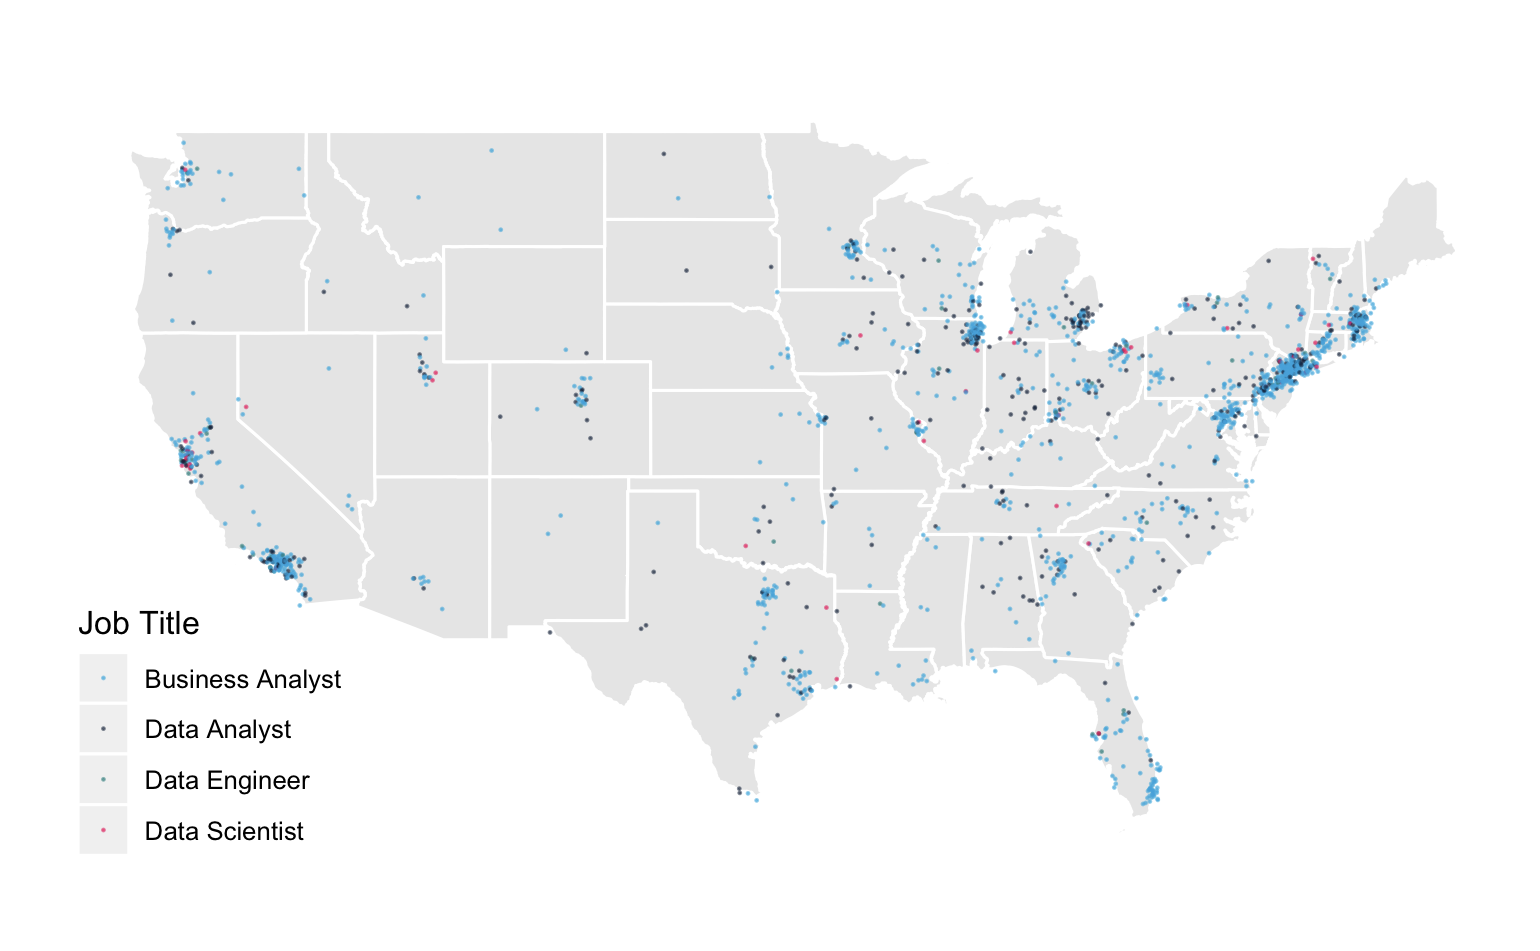 Job Title
Business Analyst
Data Analyst
Data Engineer
Data Scientist